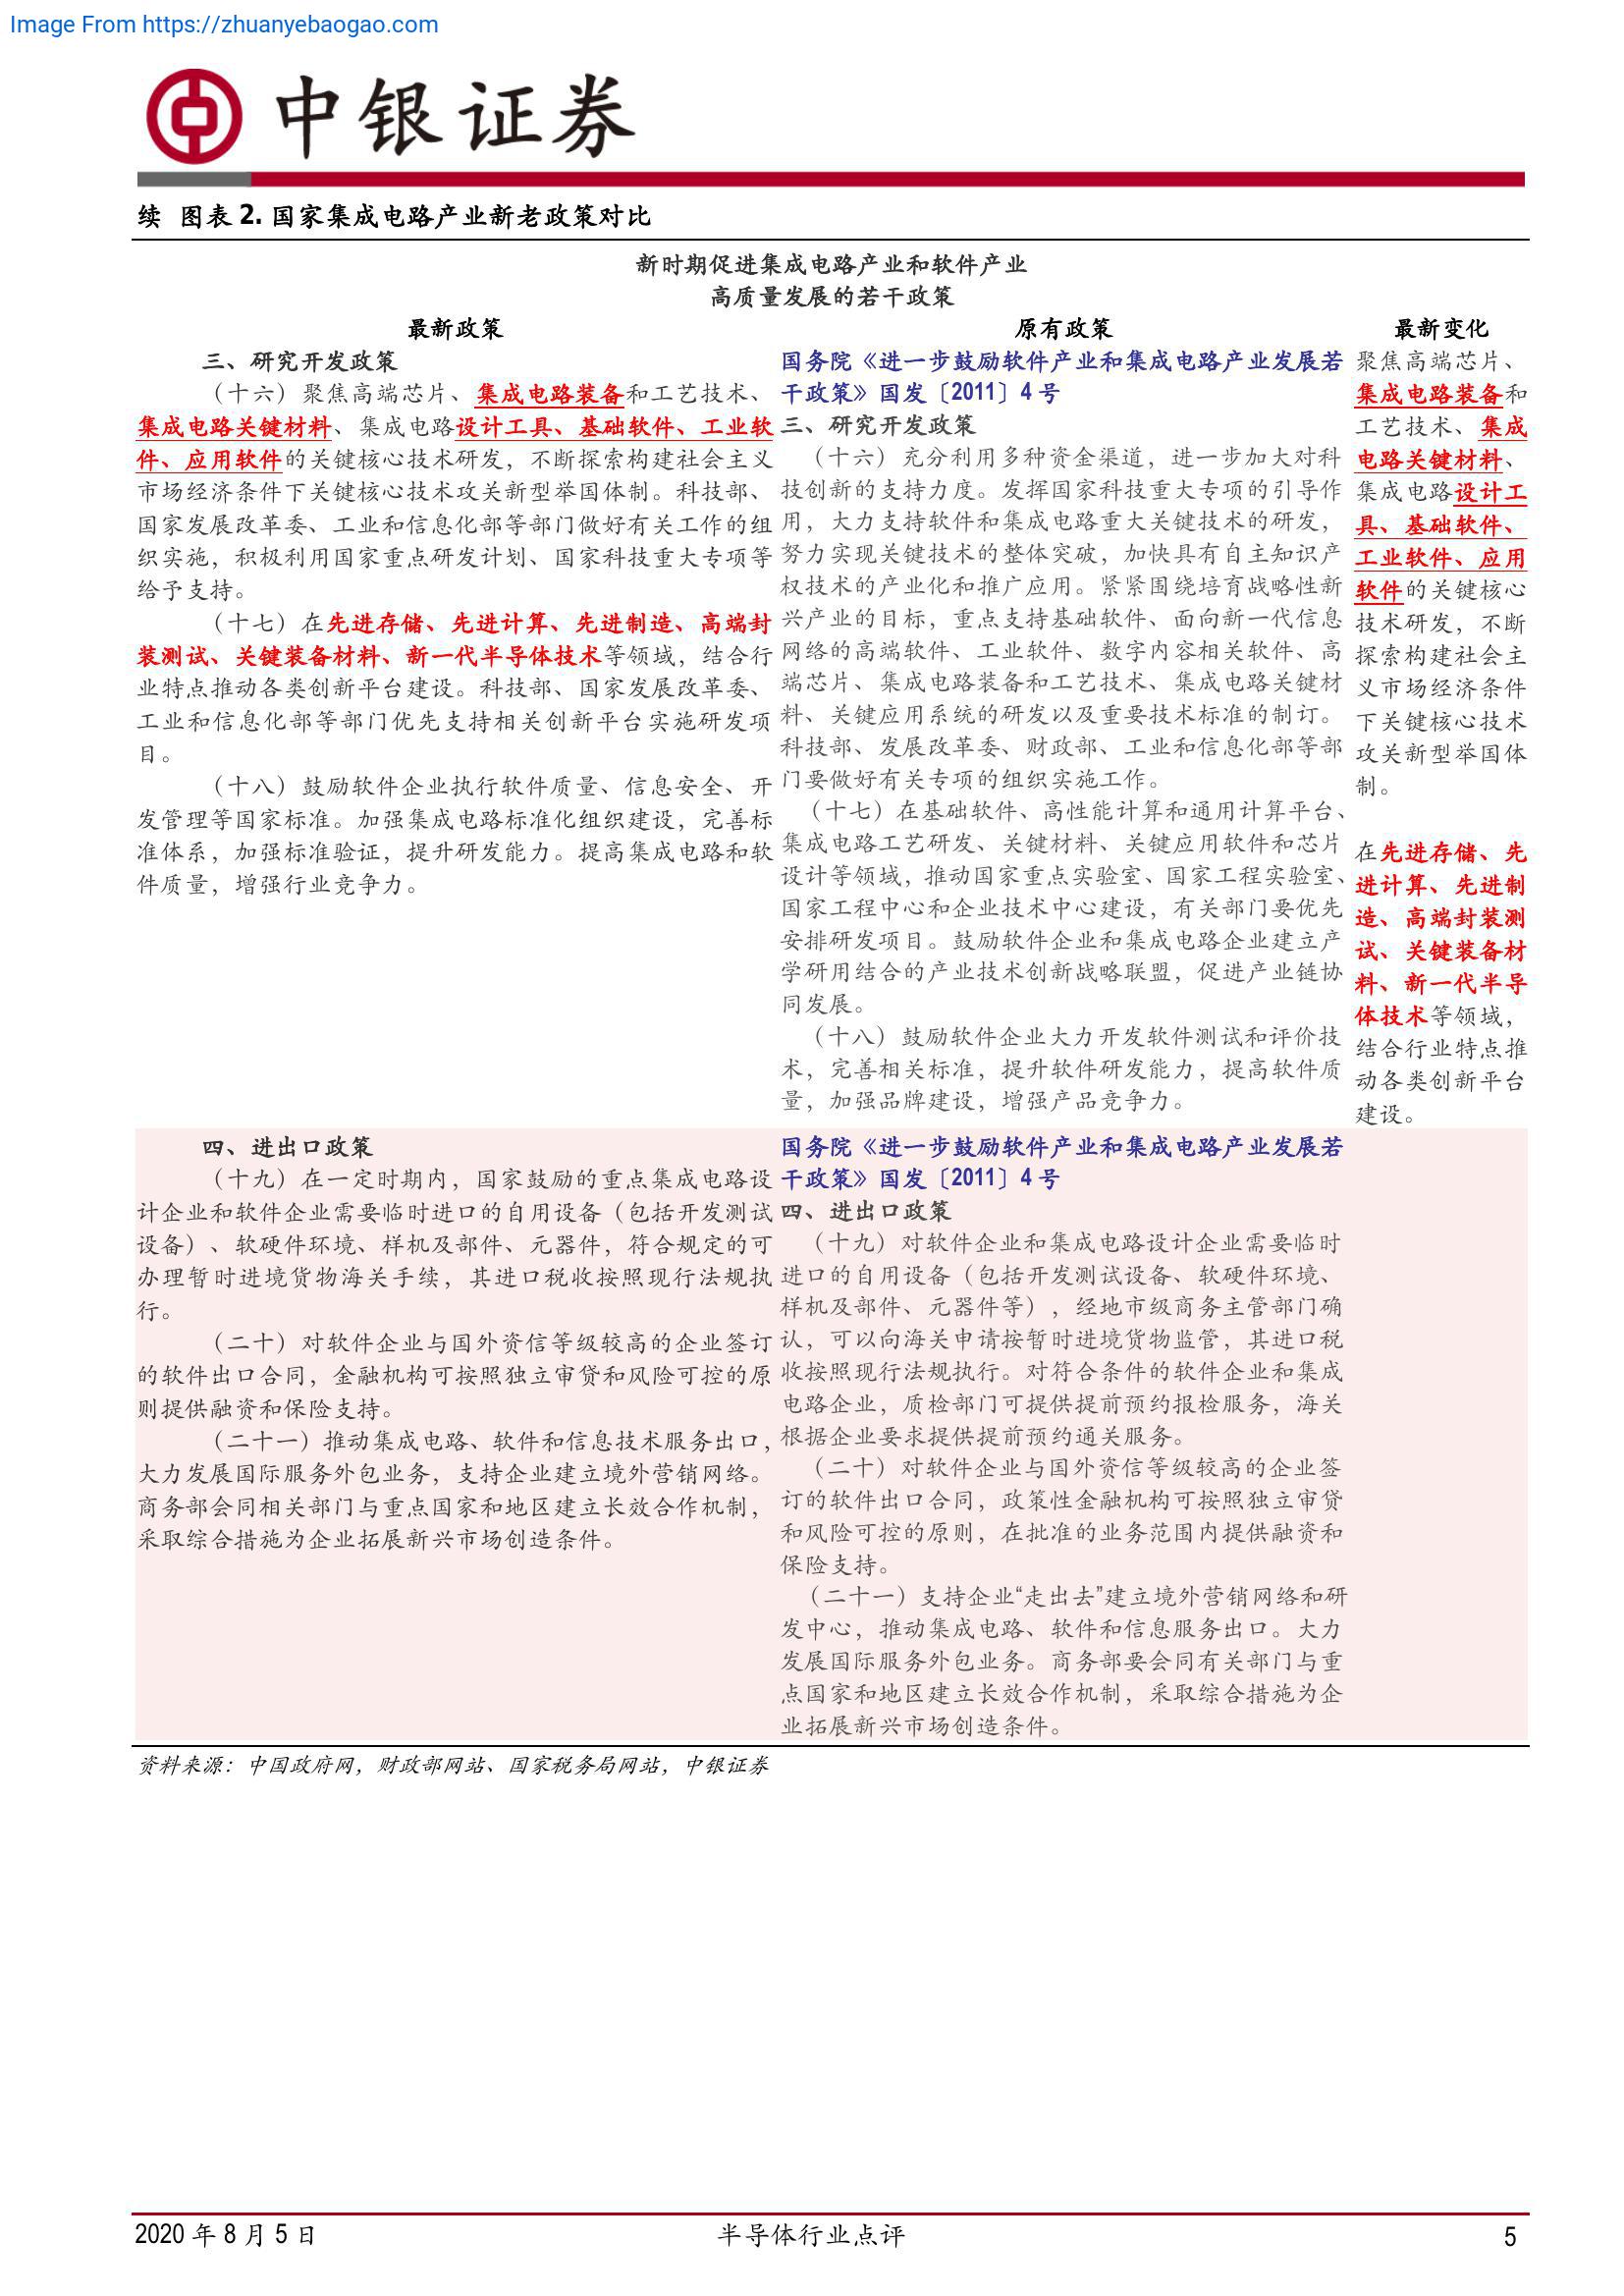 Image From https://zhuanyebaogao.com
中银证券
续 图表 2. 国家集成电路产业新老政策对比
新时期促进集成电路产业和软件产业
高质量发展的若干政策
最新政策
三、研究开发政策
（十六）聚焦高端芯片、集成电路装备和工艺技术、
集成电路关键材料、集成电路设计工具、基础软件、工业软
件、应用软件的关键核心技术研发，不断探索构建社会主义
市场经济条件下关键核心技术攻关新型举国体制。科技部、
国家发展改革委、工业和信息化部等部门做好有关工作的组
织实施，积极利用国家重点研发计划、国家科技重大专项等
给予支持。
（十七）在先进存储、先进计算、先进制造、高端封
装测试、关键装备材料、新一代半导体技术等领域，结合行
业特点推动各类创新平台建设。科技部、国家发展改革委、
工业和信息化部等部门优先支持相关创新平台实施研发项
目。
（十八）鼓励软件企业执行软件质量、信息安全、开
发管理等国家标准。加强集成电路标准化组织建设，完善标
准体系，加强标准验证，提升研发能力。提高集成电路和软
件质量，增强行业竞争力。
原有政策
国务院《进一步鼓励软件产业和集成电路产业发展若
干政策》国发〔2011〕4 号
三、研究开发政策
（十六）充分利用多种资金渠道，进一步加大对科
技创新的支持力度。发挥国家科技重大专项的引导作
用，大力支持软件和集成电路重大关键技术的研发，
努力实现关键技术的整体突破，加快具有自主知识产
权技术的产业化和推广应用。紧紧围绕培育战略性新
兴产业的目标，重点支持基础软件、面向新一代信息
网络的高端软件、工业软件、数字内容相关软件、高
端芯片、集成电路装备和工艺技术、集成电路关键材
料、关键应用系统的研发以及重要技术标准的制订。
科技部、发展改革委、财政部、工业和信息化部等部
门要做好有关专项的组织实施工作。
（十七）在基础软件、高性能计算和通用计算平台、
集成电路工艺研发、关键材料、关键应用软件和芯片
设计等领域，推动国家重点实验室、国家工程实验室、
国家工程中心和企业技术中心建设，有关部门要优先
安排研发项目。鼓励软件企业和集成电路企业建立产
学研用结合的产业技术创新战略联盟，促进产业链协
同发展。
（十八）鼓励软件企业大力开发软件测试和评价技
术，完善相关标准，提升软件研发能力，提高软件质
量，加强品牌建设，增强产品竞争力。
最新变化
聚焦高端芯片、
集成电路装备和
工艺技术、集成
电路关键材料、
集成电路设计工
具、基础软件、
工业软件、应用
软件的关键核心
技术研发，不断
探索构建社会主
义市场经济条件
下关键核心技术
攻关新型举国体
制。
在先进存储、先
进计算、先进制
造、高端封装测
试、关键装备材
料、新一代半导
体技术等领域，
结合行业特点推
动各类创新平台
建设。
四、进出口政策
（十九）在一定时期内，国家鼓励的重点集成电路设
计企业和软件企业需要临时进口的自用设备（包括开发测试
设备）、软硬件环境、样机及部件、元器件，符合规定的可
办理暂时进境货物海关手续，其进口税收按照现行法规执
行。
（二十）对软件企业与国外资信等级较高的企业签订
的软件出口合同，金融机构可按照独立审贷和风险可控的原
则提供融资和保险支持。
（二十一）推动集成电路、软件和信息技术服务出口，
大力发展国际服务外包业务，支持企业建立境外营销网络。
商务部会同相关部门与重点国家和地区建立长效合作机制，
采取综合措施为企业拓展新兴市场创造条件。
国务院《进一步鼓励软件产业和集成电路产业发展若
干政策》国发〔2011〕4 号
四、进出口政策
（十九）对软件企业和集成电路设计企业需要临时
进口的自用设备（包括开发测试设备、软硬件环境、
样机及部件、元器件等），经地市级商务主管部门确
认，可以向海关申请按暂时进境货物监管，其进口税
收按照现行法规执行。对符合条件的软件企业和集成
电路企业，质检部门可提供提前预约报检服务，海关
根据企业要求提供提前预约通关服务。
（二十）对软件企业与国外资信等级较高的企业签
订的软件出口合同，政策性金融机构可按照独立审贷
和风险可控的原则，在批准的业务范围内提供融资和
保险支持。
（二十一）支持企业“走出去”建立境外营销网络和研
发中心，推动集成电路、软件和信息服务出口。大力
发展国际服务外包业务。商务部要会同有关部门与重
点国家和地区建立长效合作机制，采取综合措施为企
业拓展新兴市场创造条件。
资料来源：中国政府网，财政部网站、国家税务局网站，中银证券
2020 年 8 月 5 日
半导体行业点评
5